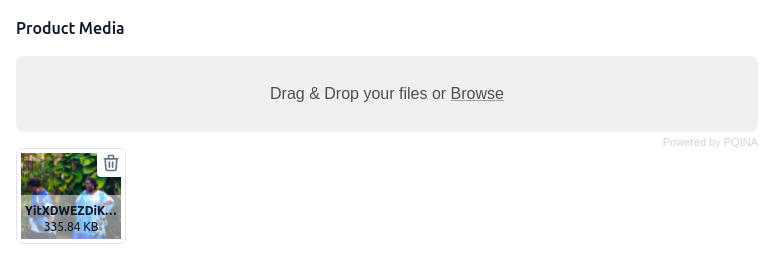 Product Media
Drag & Drop your files or Browse
Powered by PQINA
YitXDWEZDiK...
335.84 KB